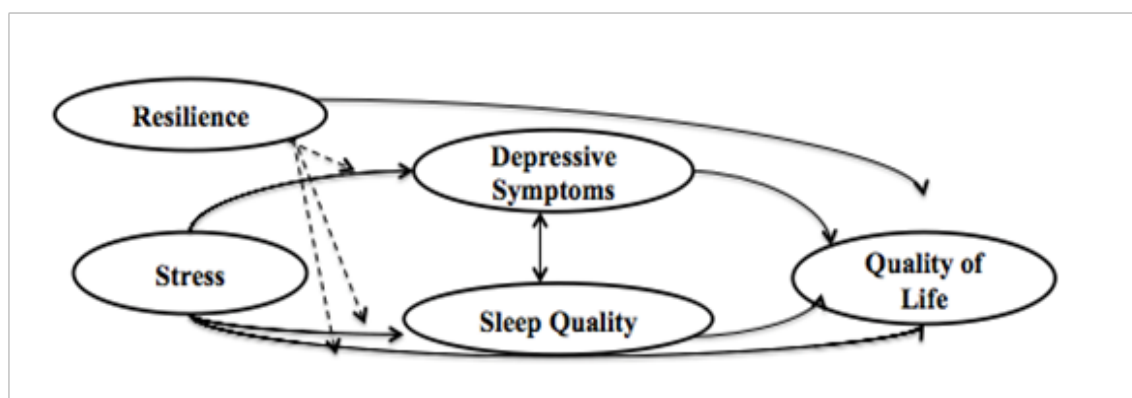 Resilience
Depressive
Symptoms
Stress
Quality of
Life
Sleep Quality